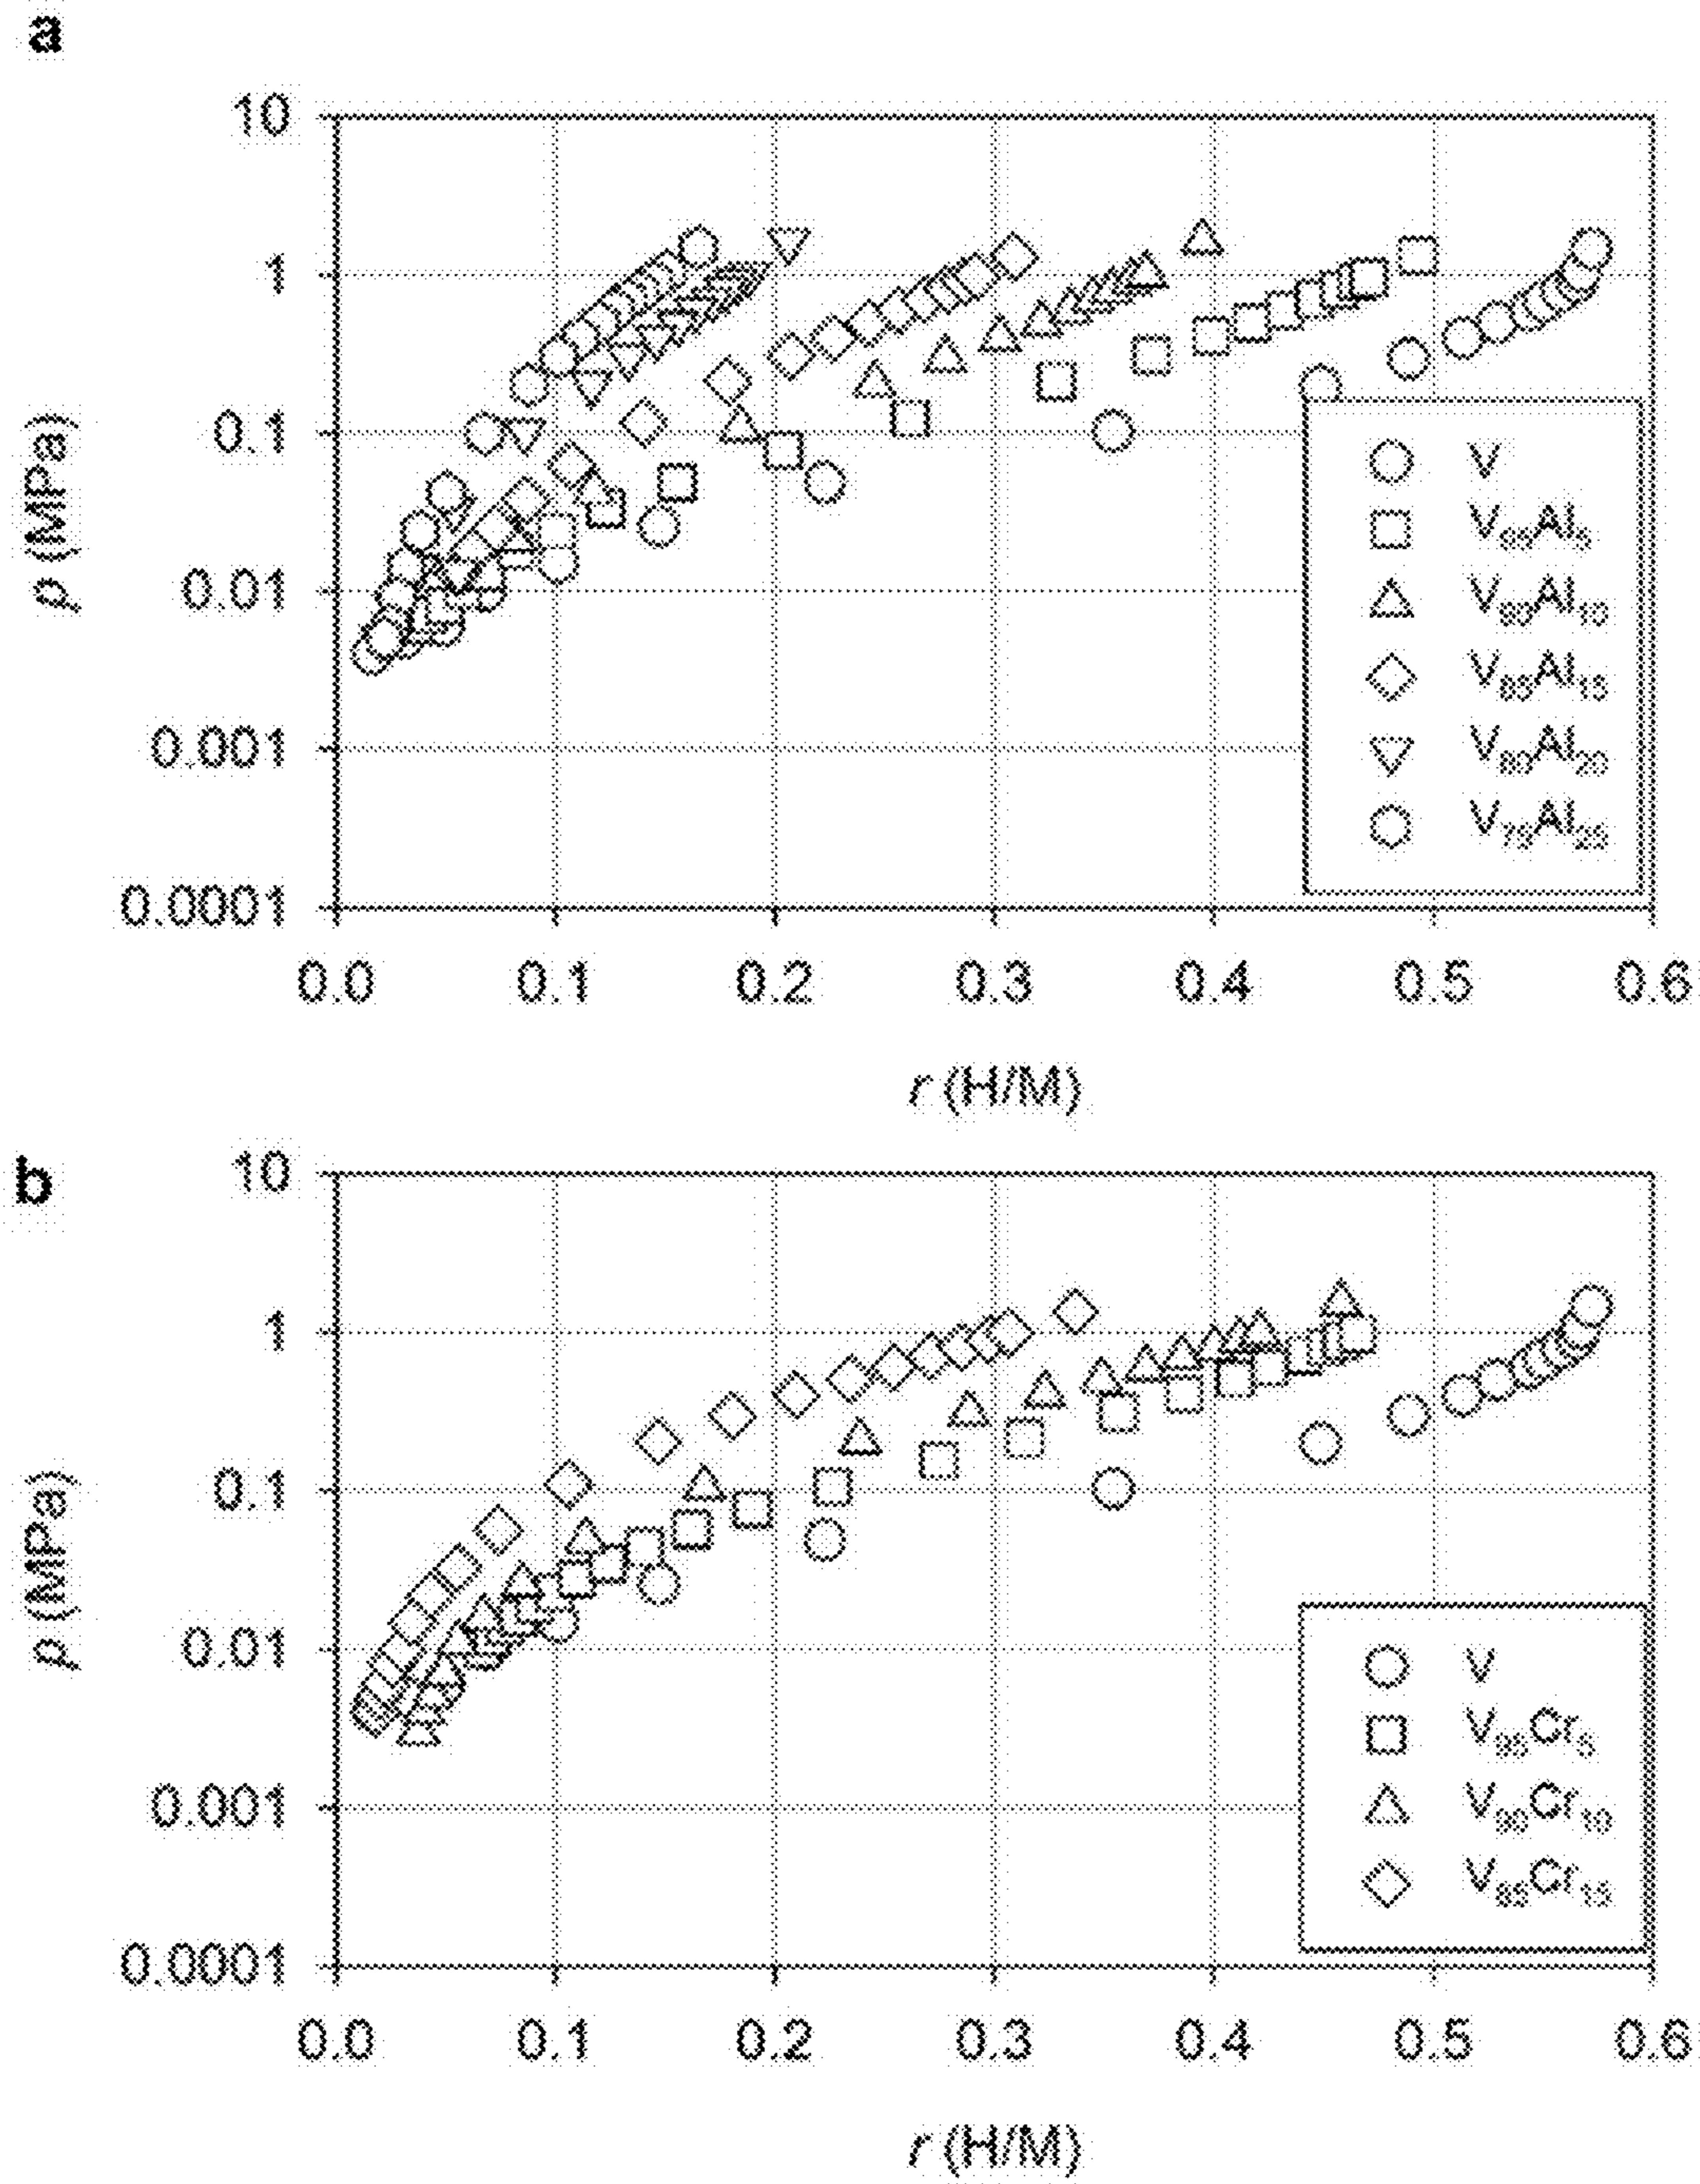 a
10
1
0.1
0.01
0.001
0.0001
p (MPa)
0.0 0.1 0.2 0.3 0.4 0.5 0.6
r (H/M)
V
V₉₅Al₅
V₉₀Al₁₀
V₈₅Al₁₅
V₈₀Al₂₀
V₇₅Al₂₅
b
10
1
0.1
0.01
0.001
0.0001
p (MPa)
0.0 0.1 0.2 0.3 0.4 0.5 0.6
r (H/M)
V
V₉₅Cr₅
V₉₀Cr₁₀
V₈₅Cr₁₅